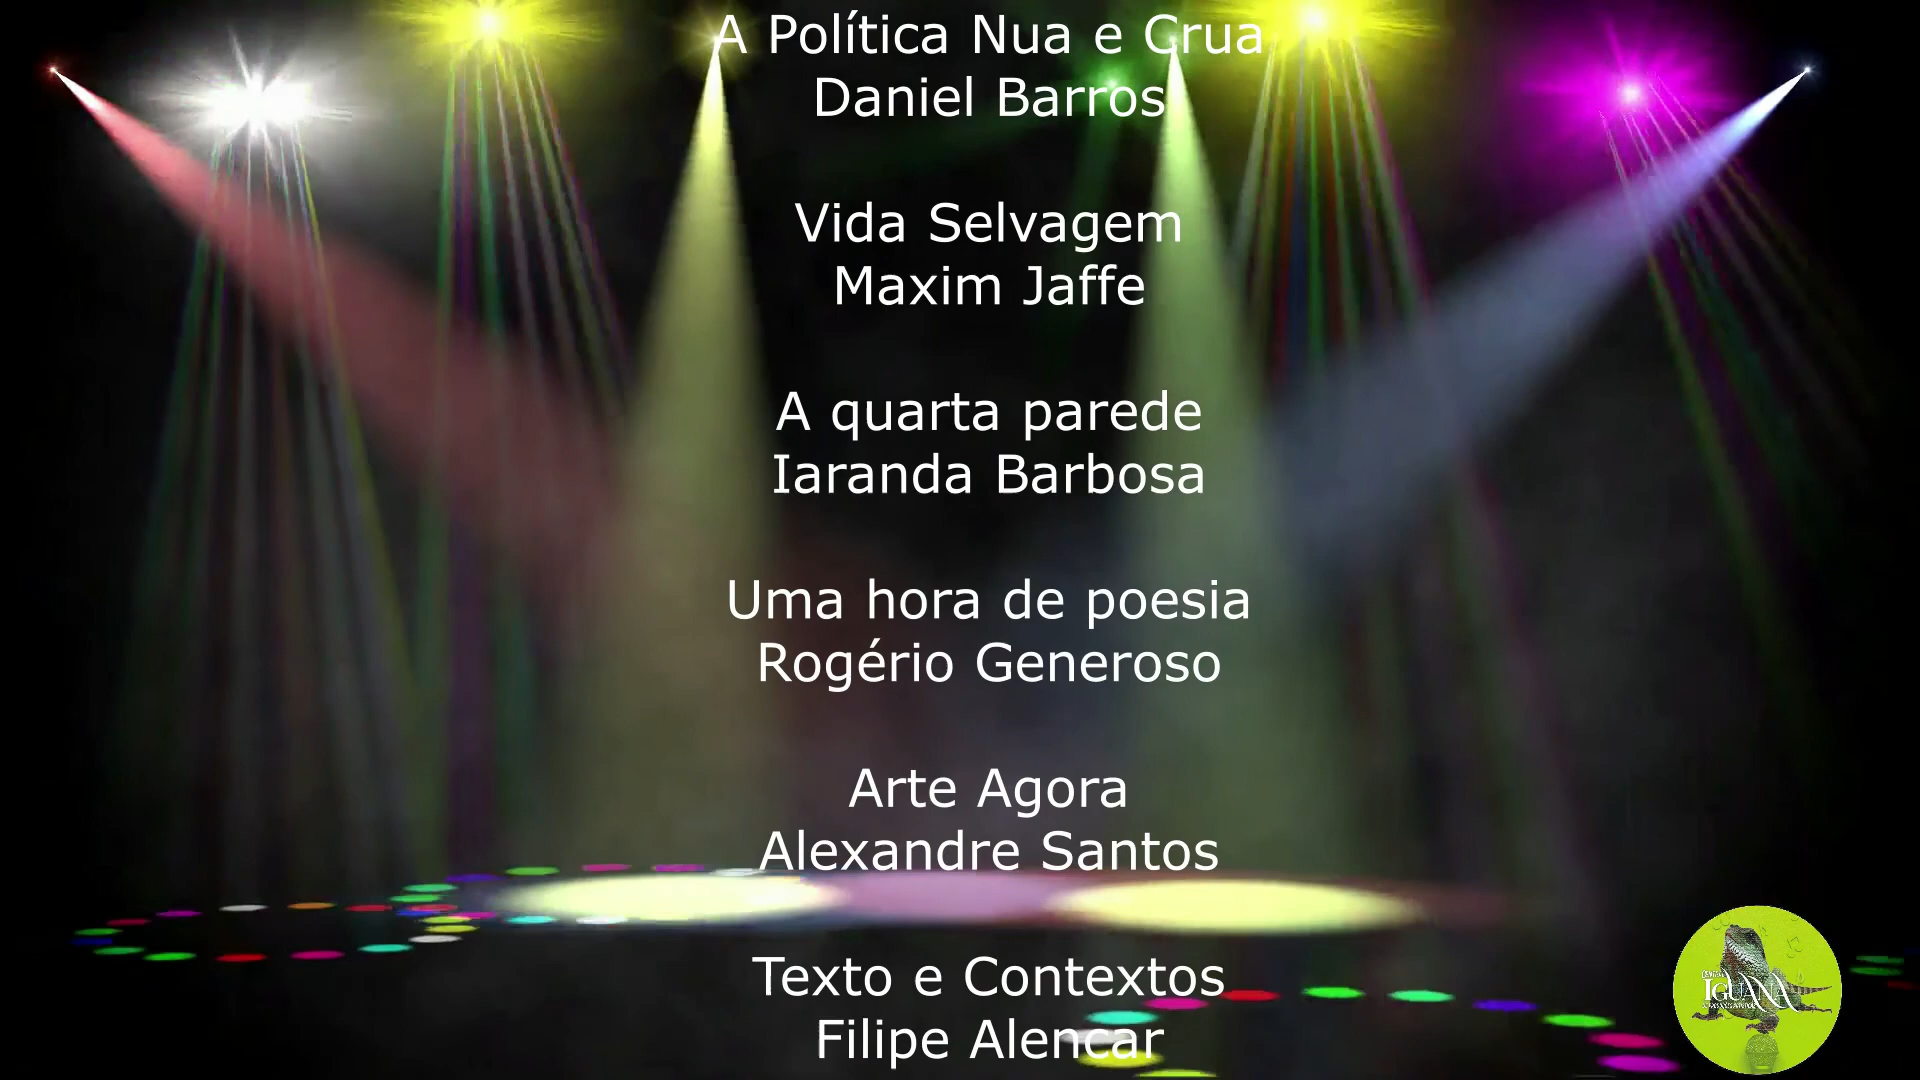 A Política Nua e Crua
Daniel Barros
Vida Selvagem
Maxim Jaffe
A quarta parede
Iaranda Barbosa
Uma hora de poesia
Rogério Generoso
Arte Agora
Alexandre Santos
Texto e Contextos
Filipe Alencar
IGUANA